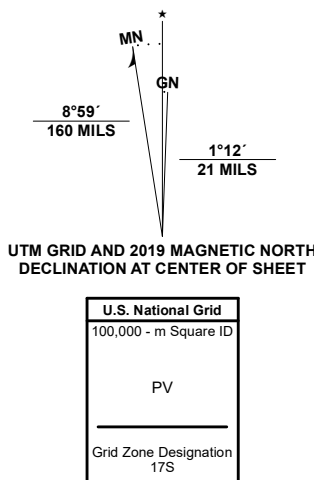 MN
GN
8°59´
160 MILS
1°12´
21 MILS
UTM GRID AND 2019 MAGNETIC NORTH
DECLINATION AT CENTER OF SHEET
U.S. National Grid
100,000 - m Square ID
PV
Grid Zone Designation
17S